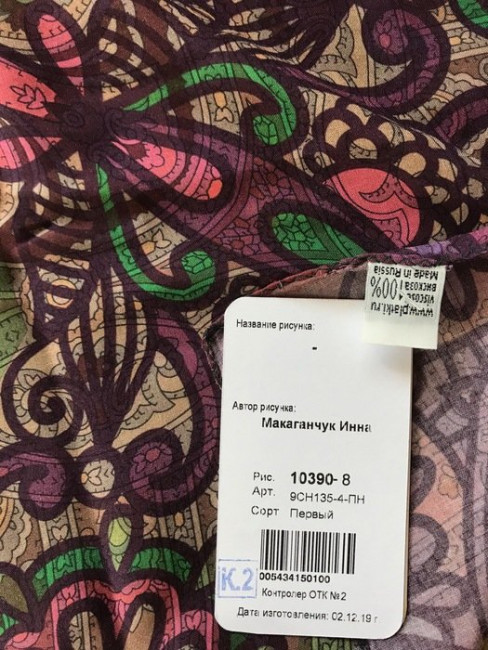 Название рисунка:
-
Автор рисунка:
Макаганчук Инна
Рис. 10390- 8
Арт. 9СН135-4-ПН
Сорт Первый
005434150100
К.2
Контролер ОТК №2
Дата изготовления: 02.12.19 г
www.platki.ru
viscose 100%
вискоза
Made in Russia